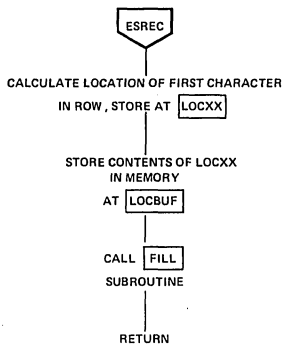 ESREC
CALCULATE LOCATION OF FIRST CHARACTER
IN ROW, STORE AT LOCXX
STORE CONTENTS OF LOCXX
IN MEMORY
AT LOCBUF
CALL FILL
SUBROUTINE
RETURN